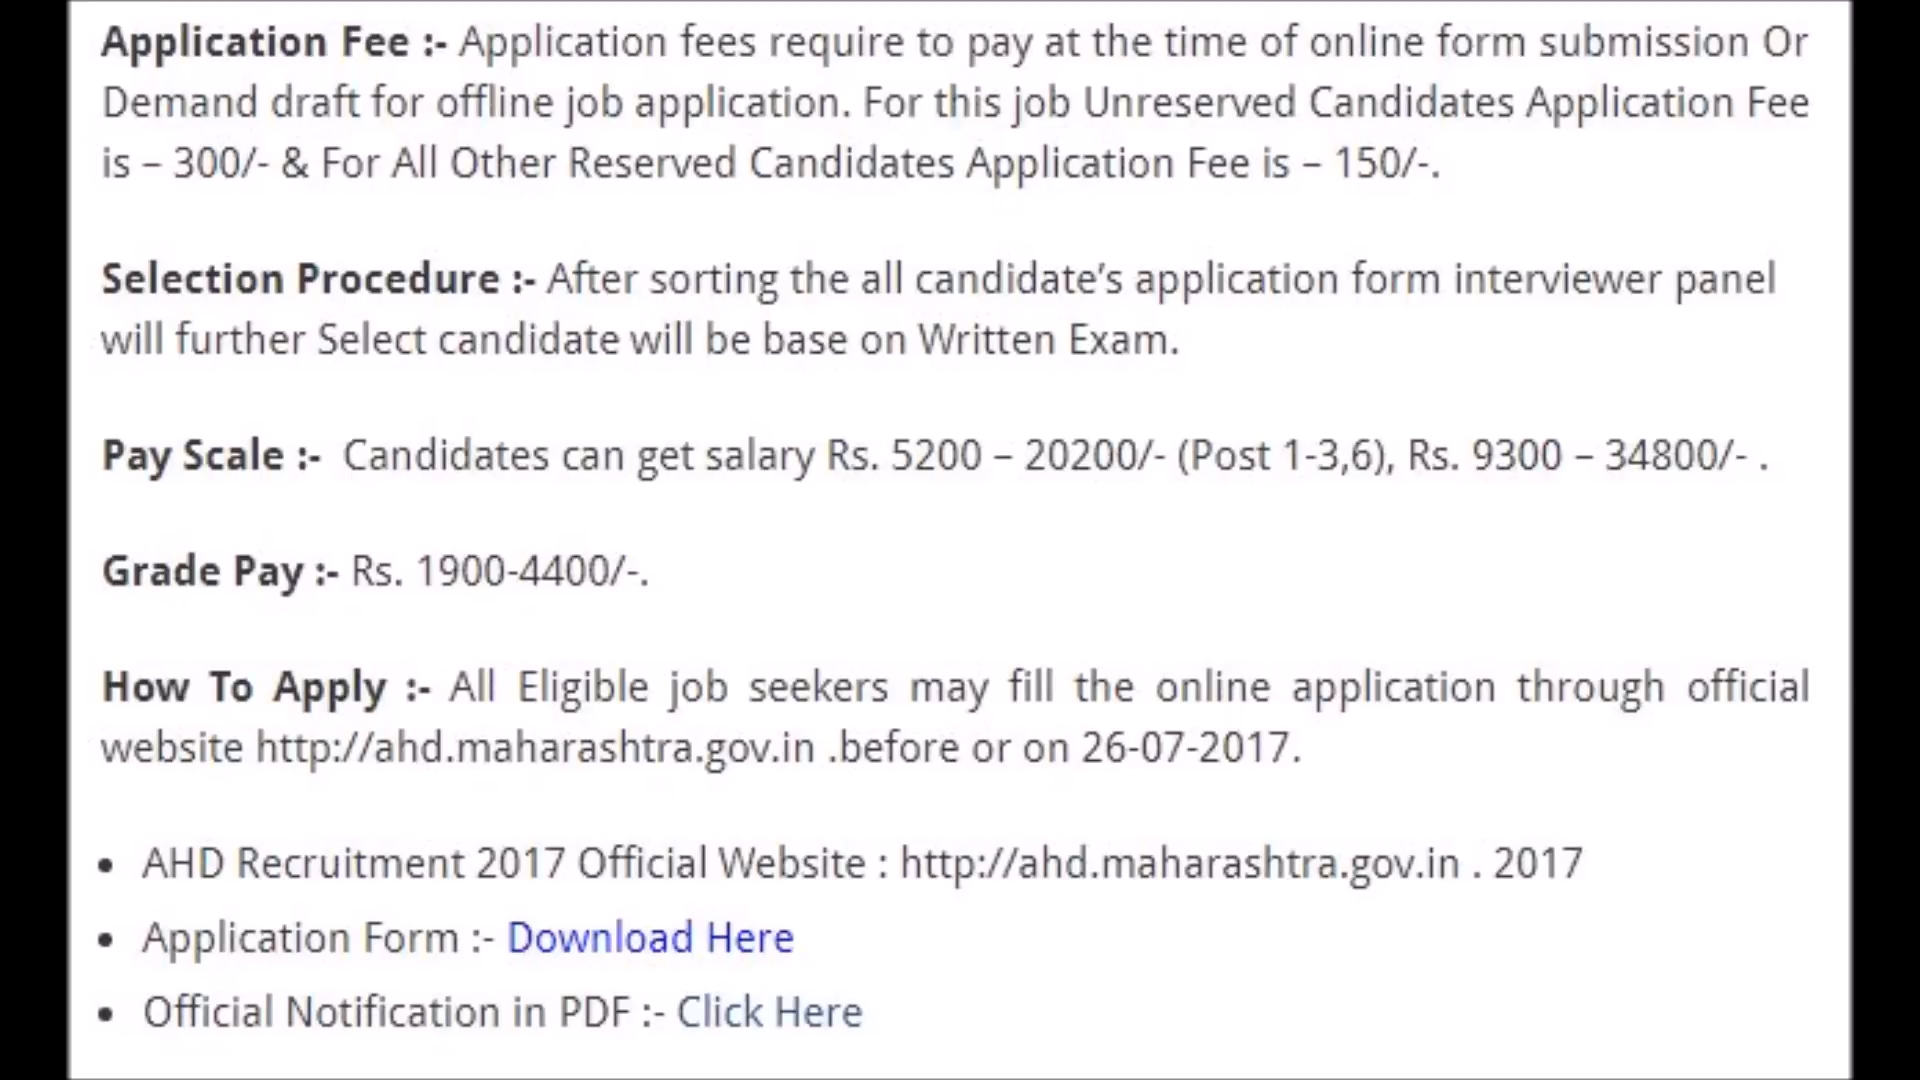 Application Fee :- Application fees require to pay at the time of online form submission Or
Demand draft for offline job application. For this job Unreserved Candidates Application Fee
is – 300/- & For All Other Reserved Candidates Application Fee is – 150/-.
Selection Procedure :- After sorting the all candidate’s application form interviewer panel
will further Select candidate will be base on Written Exam.
Pay Scale :- Candidates can get salary Rs. 5200 – 20200/- (Post 1-3,6), Rs. 9300 – 34800/- .
Grade Pay :- Rs. 1900-4400/-.
How To Apply :- All Eligible job seekers may fill the online application through official
website http://ahd.maharashtra.gov.in .before or on 26-07-2017.
• AHD Recruitment 2017 Official Website : http://ahd.maharashtra.gov.in . 2017
• Application Form :- Download Here
• Official Notification in PDF :- Click Here